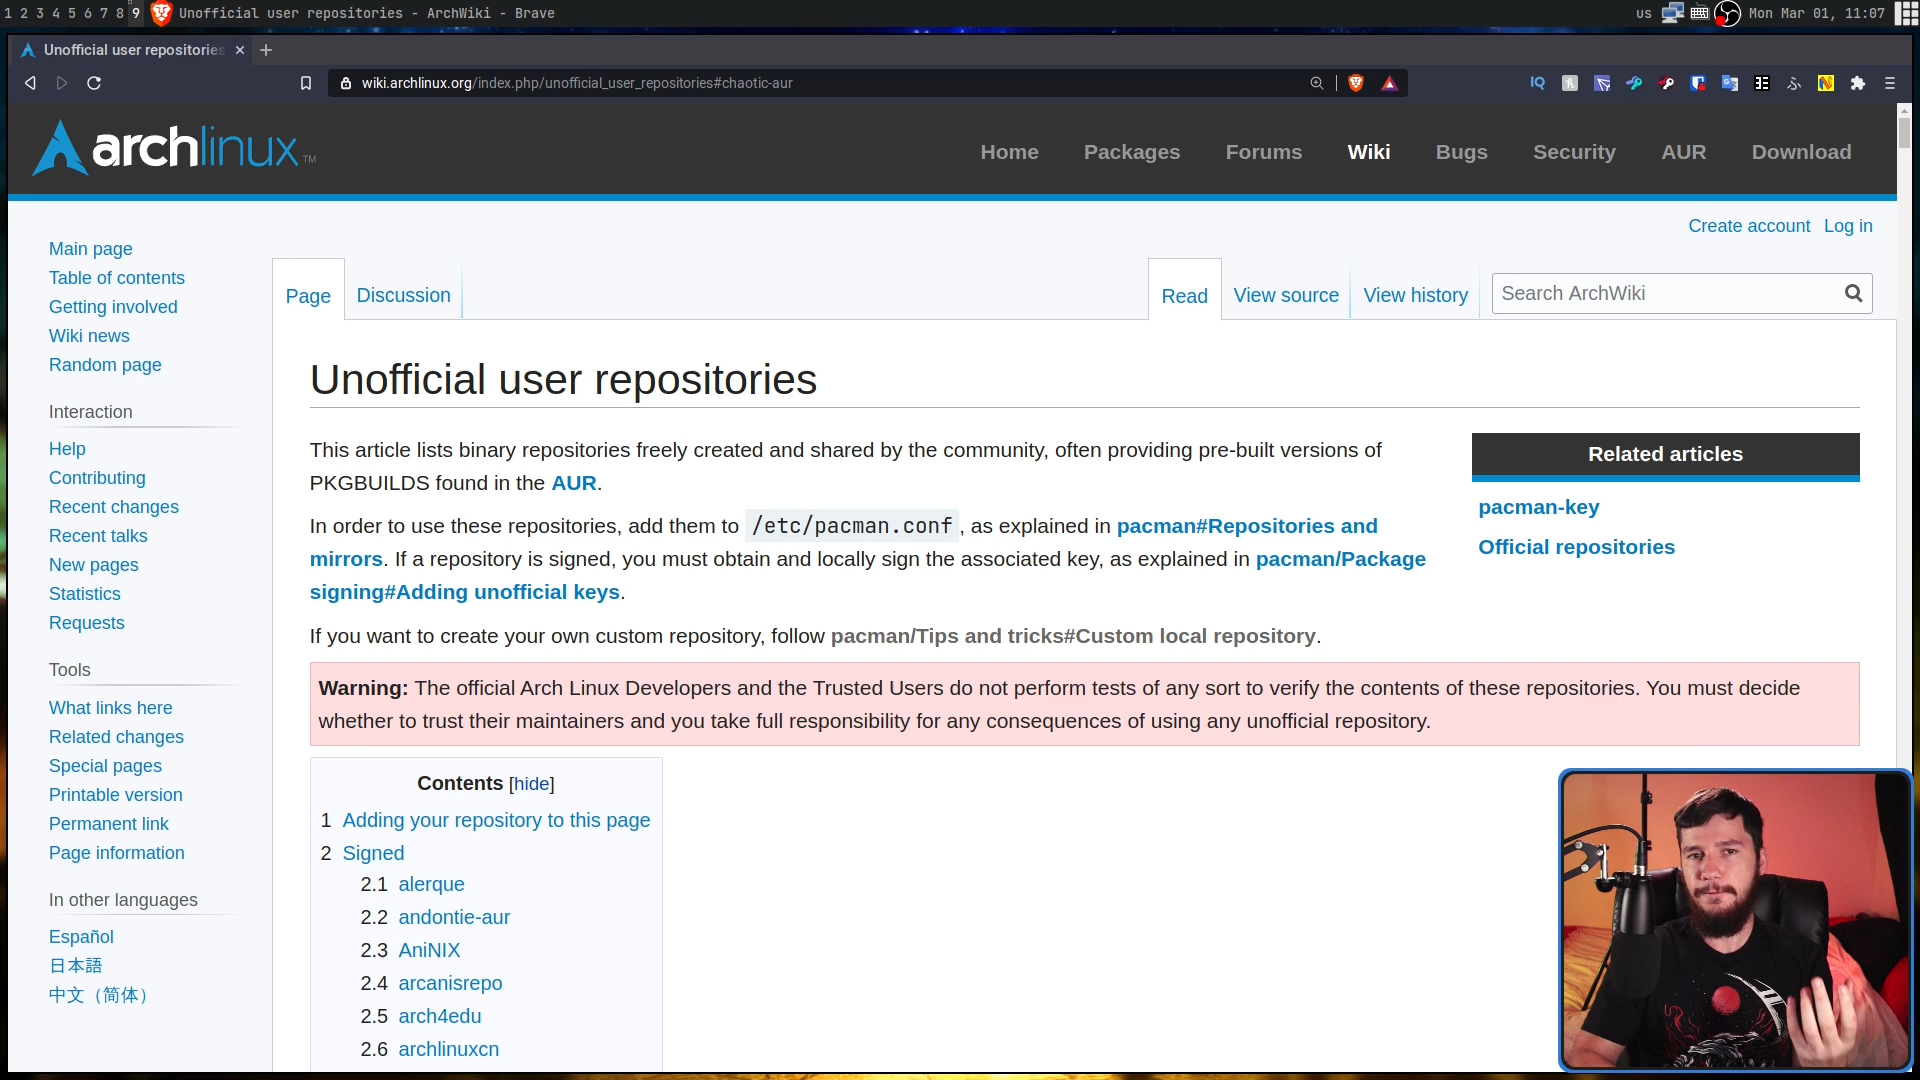 1 2 3 4 5 6 7 8 9 Unofficial user repositories - ArchWiki - Brave
us Mon Mar 01, 11:07
Unofficial user repositories
wiki.archlinux.org/index.php/unofficial_user_repositories#chaotic-aur
IQ
archlinux™
Home Packages Forums Wiki Bugs Security AUR Download
Create account Log in
Main page
Table of contents
Getting involved
Wiki news
Random page
Interaction
Help
Contributing
Recent changes
Recent talks
New pages
Statistics
Requests
Tools
What links here
Related changes
Special pages
Printable version
Permanent link
Page information
In other languages
Español
日本語
中文（简体）
Page Discussion
Read View source View history Search ArchWiki
Unofficial user repositories
This article lists binary repositories freely created and shared by the community, often providing pre-built versions of
PKGBUILDS found in the AUR.
In order to use these repositories, add them to /etc/pacman.conf, as explained in pacman#Repositories and
mirrors. If a repository is signed, you must obtain and locally sign the associated key, as explained in pacman/Package
signing#Adding unofficial keys.
If you want to create your own custom repository, follow pacman/Tips and tricks#Custom local repository.
Related articles
pacman-key
Official repositories
Warning: The official Arch Linux Developers and the Trusted Users do not perform tests of any sort to verify the contents of these repositories. You must decide
whether to trust their maintainers and you take full responsibility for any consequences of using any unofficial repository.
Contents [hide]
1 Adding your repository to this page
2 Signed
2.1 alerque
2.2 andontie-aur
2.3 AniNIX
2.4 arcanisrepo
2.5 arch4edu
2.6 archlinuxcn